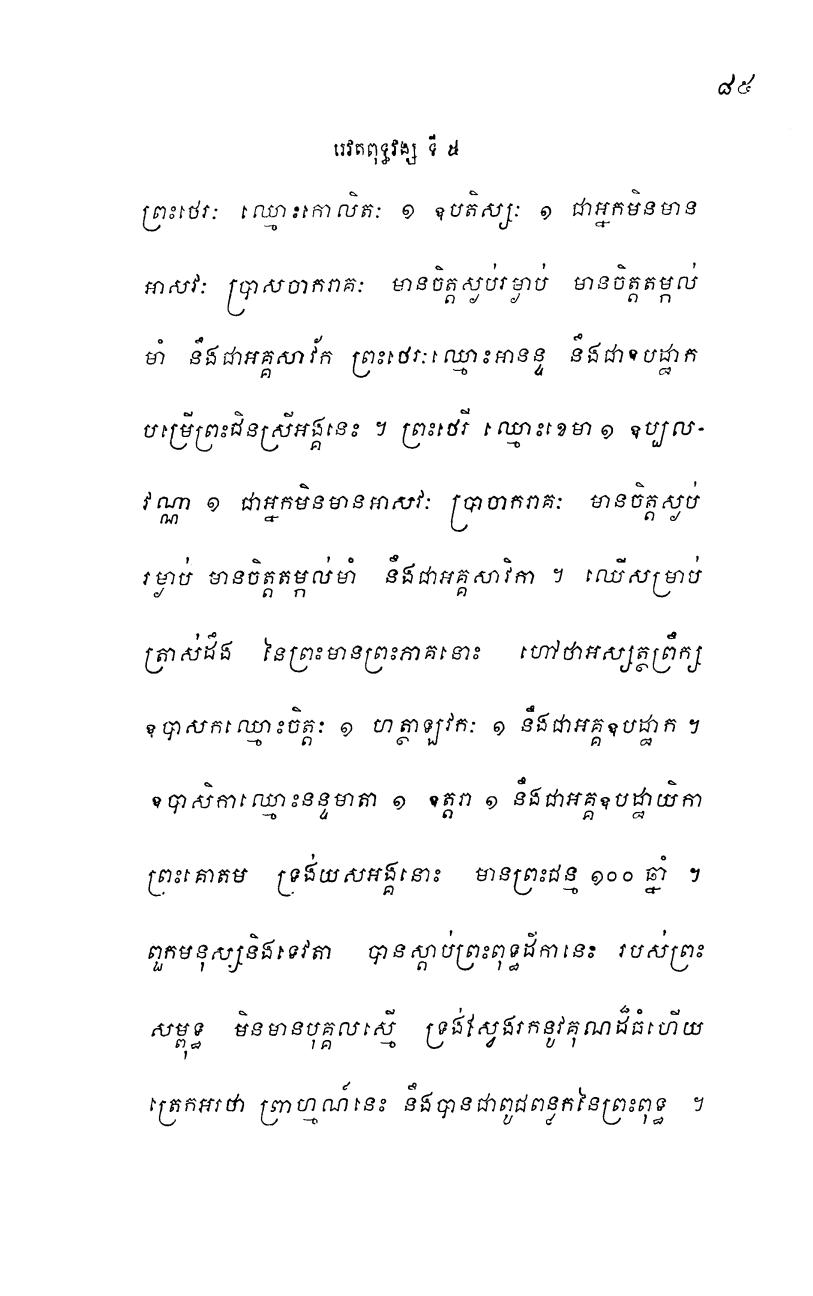 ៨៥
រេវតពុទ្ធវង្ស ទី ៥
ព្រះថេរៈ ឈ្មោះកោលិតៈ ១ ឧបតិស្សៈ ១ ជាអ្នកមិនមាន
អាសវៈ ប្រាសចាករាគៈ មានចិត្តស្ងប់រម្ងាប់ មានចិត្តតម្កល់
មាំ នឹងជាអគ្គសាវ័ក ព្រះថេរៈឈ្មោះអានន្ទ នឹងជាឧបដ្ឋាក
បម្រើព្រះជិនស្រីអង្គនេះ ។ ព្រះថេរី ឈ្មោះខេមា ១ ឧប្បល-
វណ្ណា ១ ជាអ្នកមិនមានអាសវៈ ប្រាចាករាគៈ មានចិត្តស្ងប់
រម្ងាប់ មានចិត្តតម្កល់មាំ នឹងជាអគ្គសាវិកា ។ ឈើសម្រាប់
ត្រាស់ដឹង នៃព្រះមានព្រះភាគនោះ ហៅថាអស្សត្ថព្រឹក្ស
ឧបាសកឈ្មោះចិត្តៈ ១ ហត្ថាឡ្បវកៈ ១ នឹងជាអគ្គឧបដ្ឋាក ។
ឧបាសិកាឈ្មោះនន្ទមាតា ១ ឧត្តរា ១ នឹងជាអគ្គឧបដ្ឋាយិកា
ព្រះគោតម ទ្រង់យសអង្គនោះ មានព្រះជន្ម ១០០ ឆ្នាំ ។
ពួកមនុស្សនិងទេវតា បានស្តាប់ព្រះពុទ្ធដីកានេះ របស់ព្រះ
សម្ពុទ្ធ មិនមានបុគ្គលស្មើ ទ្រង់ស្វែងរកនូវគុណដ៏ធំហើយ
ត្រេកអរថា ព្រាហ្មណ៍នេះ នឹងបានជាពូជពន្ធកនៃព្រះពុទ្ធ ។